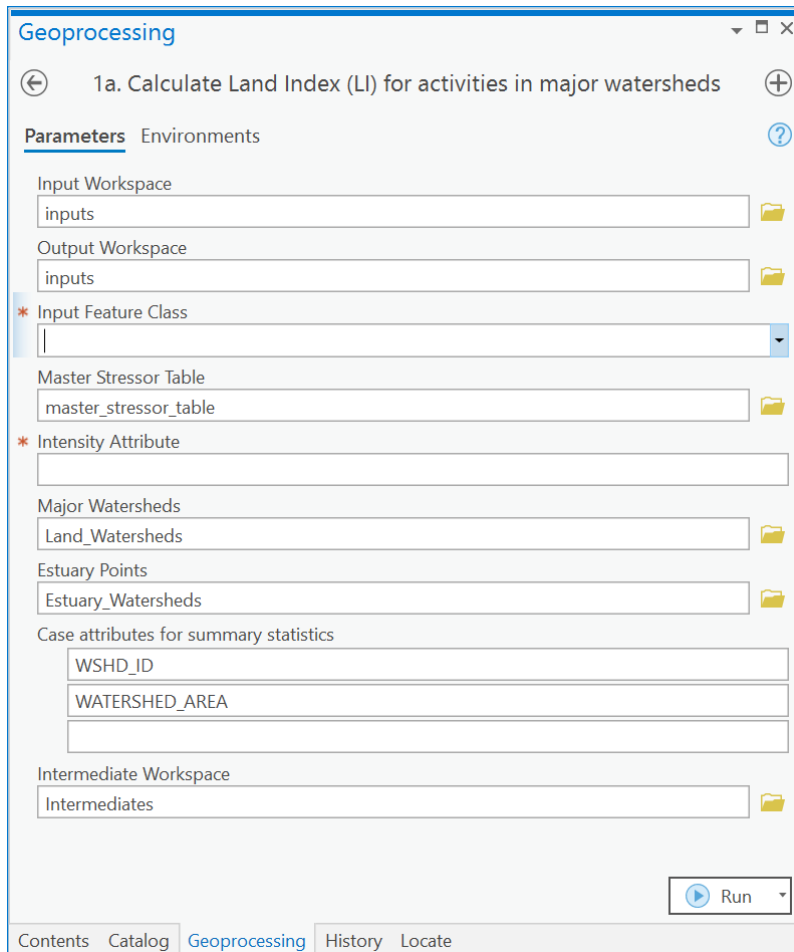 Geoprocessing
1a. Calculate Land Index (LI) for activities in major watersheds
Parameters Environments
Input Workspace
inputs
Output Workspace
inputs
* Input Feature Class
Master Stressor Table
master_stressor_table
* Intensity Attribute
Major Watersheds
Land_Watersheds
Estuary Points
Estuary_Watersheds
Case attributes for summary statistics
WSHD_ID
WATERSHED_AREA
Intermediate Workspace
Intermediates
Run
Contents Catalog Geoprocessing History Locate